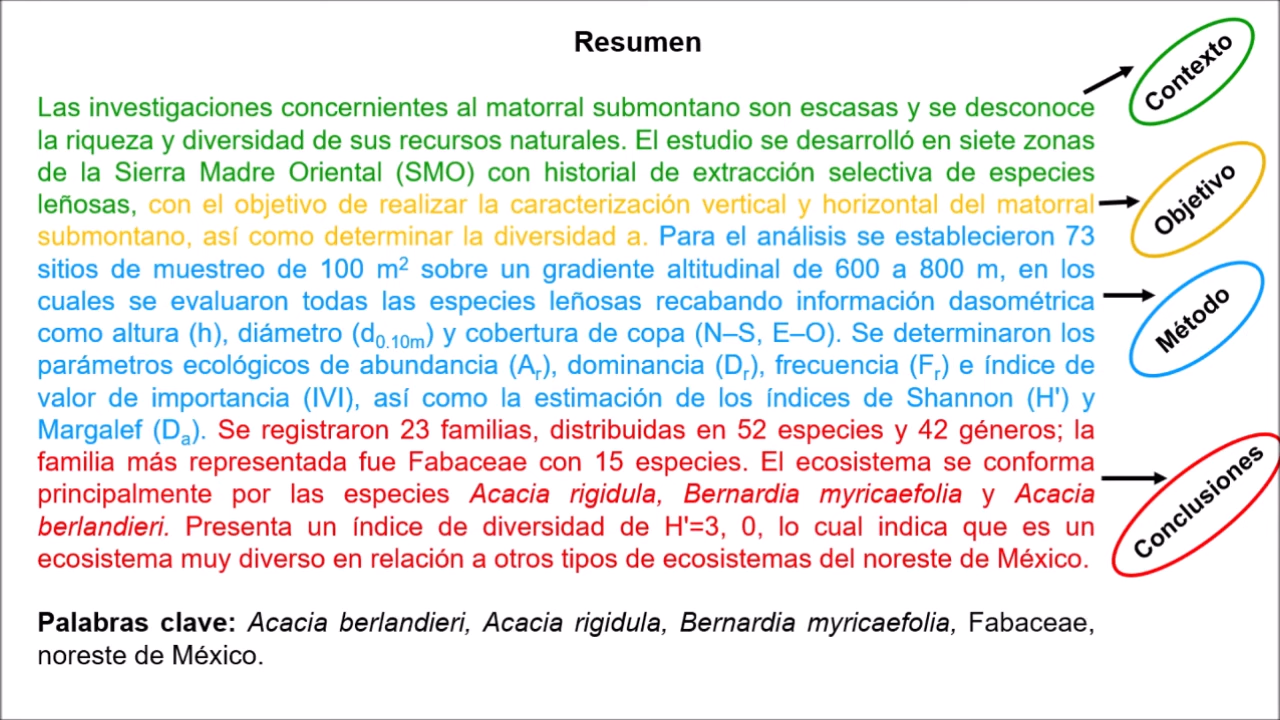 Resumen
Contexto
Las investigaciones concernientes al matorral submontano son escasas y se desconoce
la riqueza y diversidad de sus recursos naturales. El estudio se desarrolló en siete zonas
de la Sierra Madre Oriental (SMO) con historial de extracción selectiva de especies
leñosas, con el objetivo de realizar la caracterización vertical y horizontal del matorral
Objetivo
submontano, así como determinar la diversidad a. Para el análisis se establecieron 73
sitios de muestreo de 100 m² sobre un gradiente altitudinal de 600 a 800 m, en los
cuales se evaluaron todas las especies leñosas recabando información dasométrica
Método
como altura (h), diámetro (d0.10m) y cobertura de copa (N–S, E–O). Se determinaron los
parámetros ecológicos de abundancia (Ar), dominancia (Dr), frecuencia (Fr) e índice de
valor de importancia (IVI), así como la estimación de los índices de Shannon (H') y
Margalef (Da). Se registraron 23 familias, distribuidas en 52 especies y 42 géneros; la
familia más representada fue Fabaceae con 15 especies. El ecosistema se conforma
principalmente por las especies Acacia rigidula, Bernardia myricaefolia y Acacia
Conclusiones
berlandieri. Presenta un índice de diversidad de H'=3, 0, lo cual indica que es un
ecosistema muy diverso en relación a otros tipos de ecosistemas del noreste de México.
Palabras clave: Acacia berlandieri, Acacia rigidula, Bernardia myricaefolia, Fabaceae,
noreste de México.